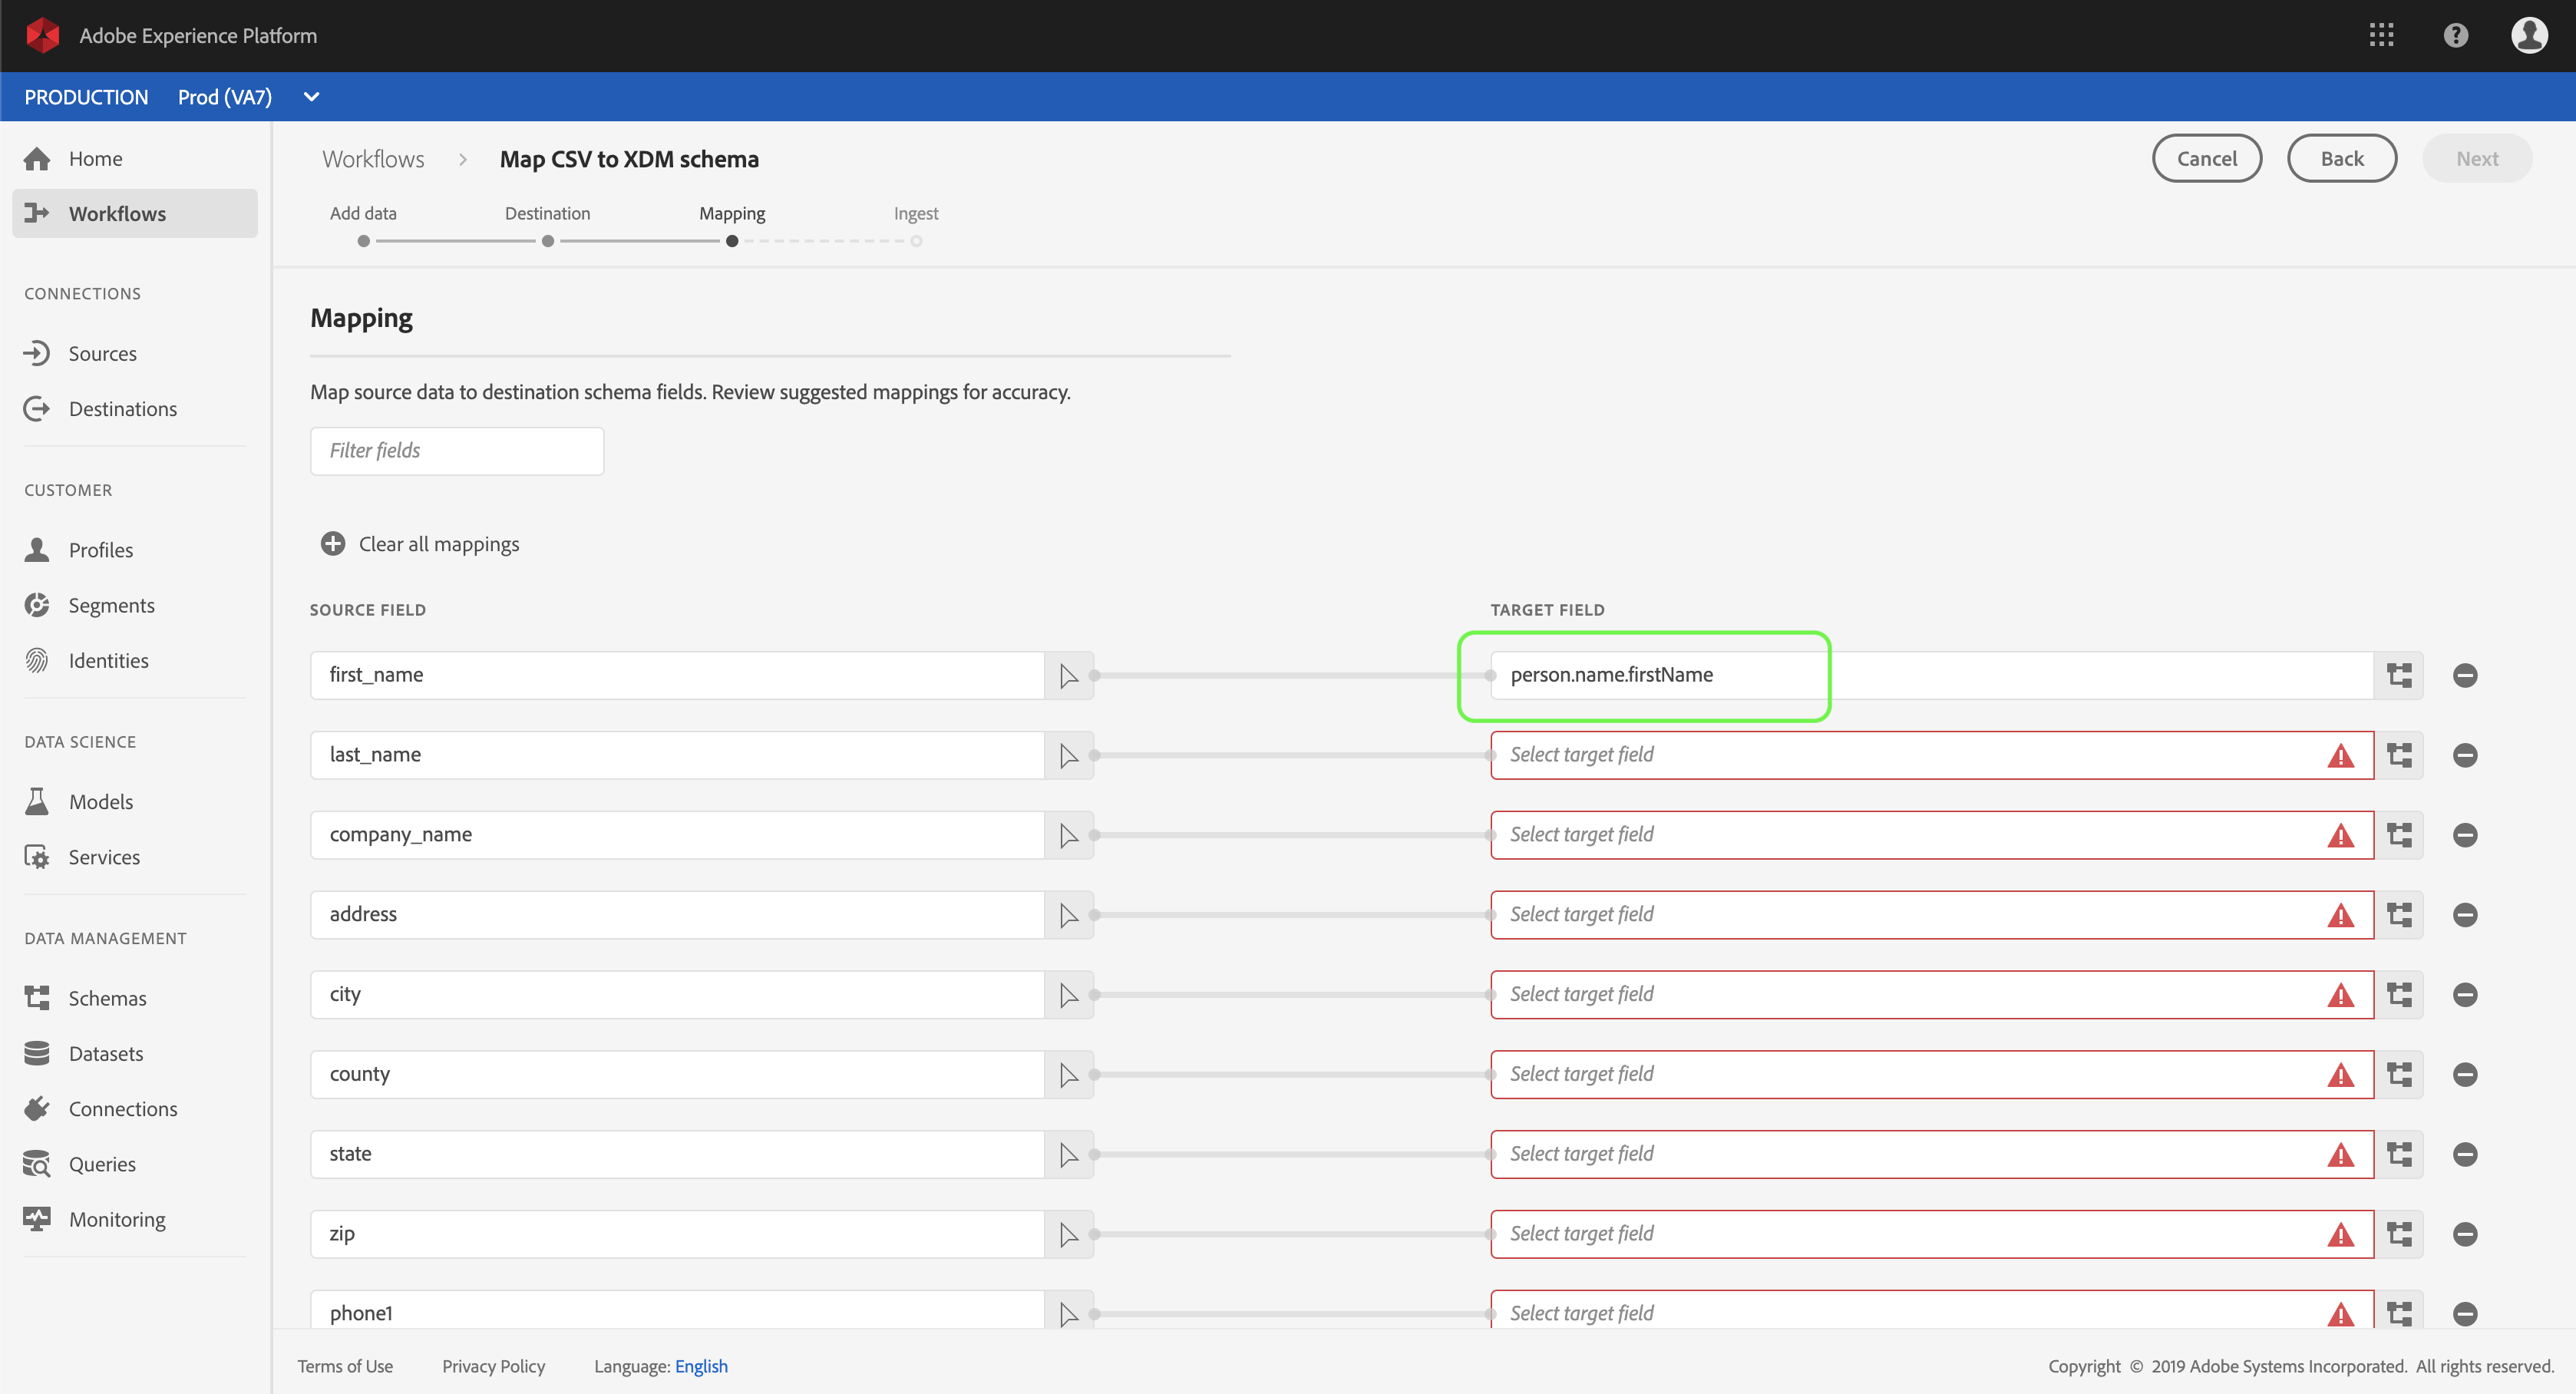 Adobe Experience Platform
PRODUCTION Prod (VA7)
Home
Workflows
CONNECTIONS
Sources
Destinations
CUSTOMER
Profiles
Segments
Identities
DATA SCIENCE
Models
Services
DATA MANAGEMENT
Schemas
Datasets
Connections
Queries
Monitoring
Workflows > Map CSV to XDM schema
Cancel Back Next
Add data Destination Mapping Ingest
Mapping
Map source data to destination schema fields. Review suggested mappings for accuracy.
Filter fields
Clear all mappings
SOURCE FIELD TARGET FIELD
first_name person.name.firstName
last_name Select target field
company_name Select target field
address Select target field
city Select target field
county Select target field
state Select target field
zip Select target field
phone1 Select target field
Terms of Use Privacy Policy Language: English
Copyright © 2019 Adobe Systems Incorporated. All rights reserved.